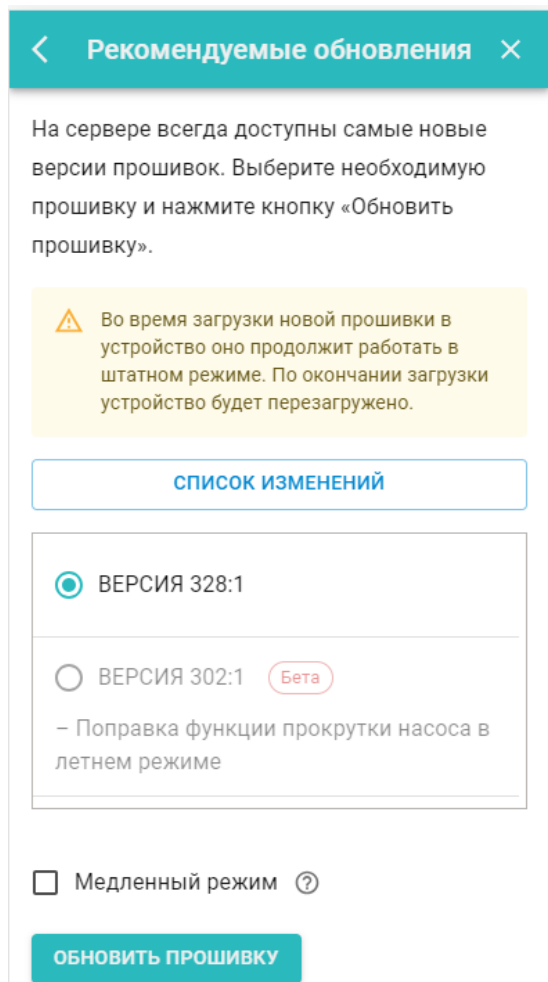 Рекомендуемые обновления
На сервере всегда доступны самые новые
версии прошивок. Выберите необходимую
прошивку и нажмите кнопку «Обновить
прошивку».
Во время загрузки новой прошивки в
устройство оно продолжит работать в
штатном режиме. По окончании загрузки
устройство будет перезагружено.
СПИСОК ИЗМЕНЕНИЙ
ВЕРСИЯ 328:1
ВЕРСИЯ 302:1 Бета
– Поправка функции прокрутки насоса в
летнем режиме
Медленный режим
ОБНОВИТЬ ПРОШИВКУ